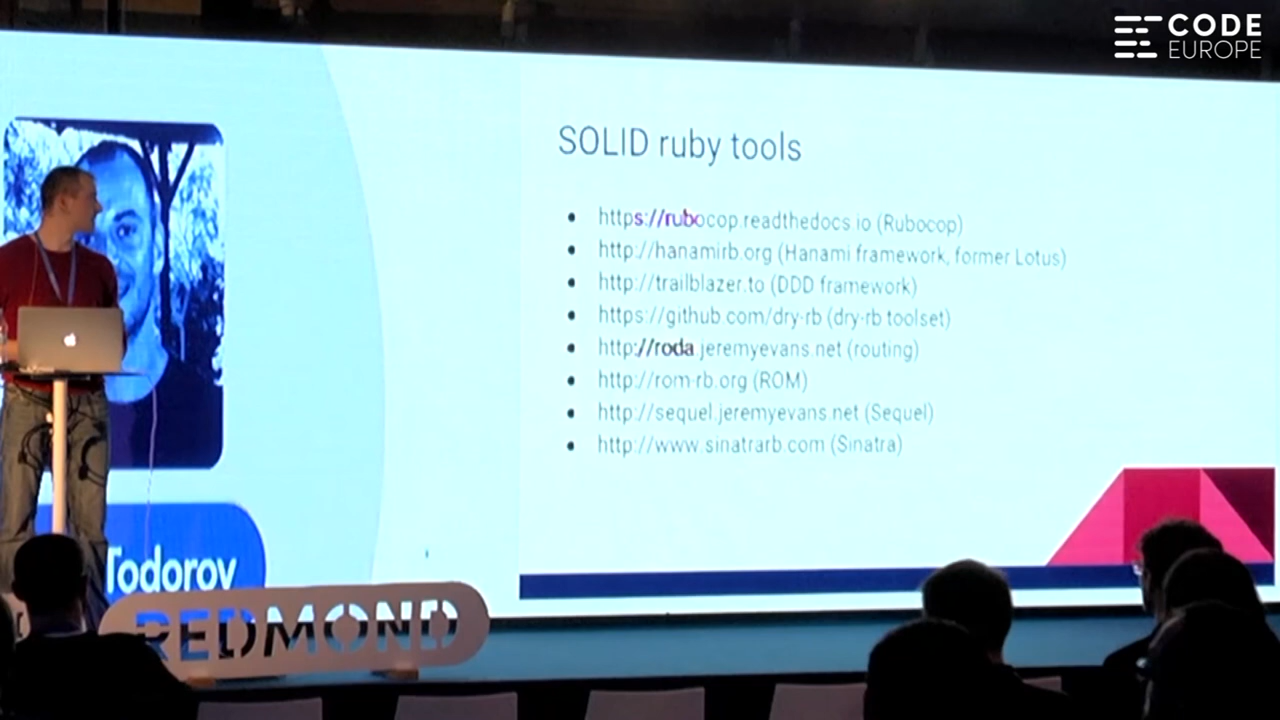 CODE
EUROPE
SOLID ruby tools
• https://rubocop.readthedocs.io (Rubocop)
• http://hanamirb.org (Hanami framework, former Lotus)
• http://trailblazer.to (DDD framework)
• https://github.com/dry-rb (dry-rb toolset)
• http://roda.jeremyevans.net (routing)
• http://rom-rb.org (ROM)
• http://sequel.jeremyevans.net (Sequel)
• http://www.sinatrarb.com (Sinatra)
Todorov
REDMOND